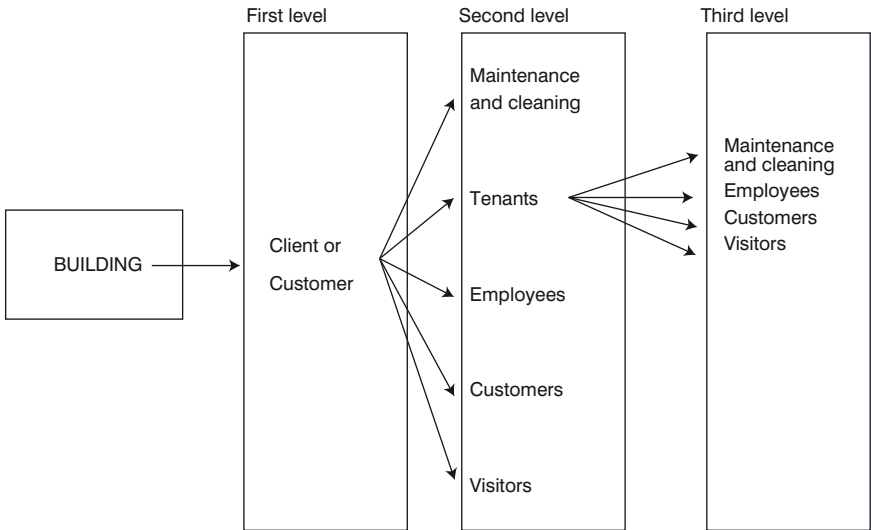 First level
Second level
Third level
BUILDING
Client or
Customer
Maintenance
and cleaning
Tenants
Employees
Customers
Visitors
Maintenance
and cleaning
Employees
Customers
Visitors